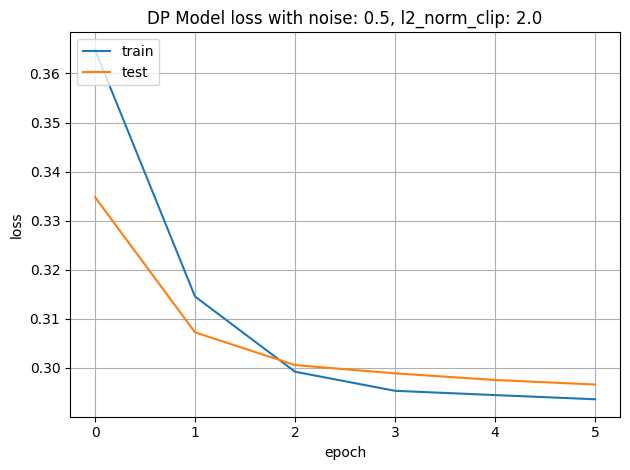 DP Model loss with noise: 0.5, l2_norm_clip: 2.0
train
test
0.36
0.35
0.34
0.33
0.32
0.31
0.30
loss
0 1 2 3 4 5
epoch